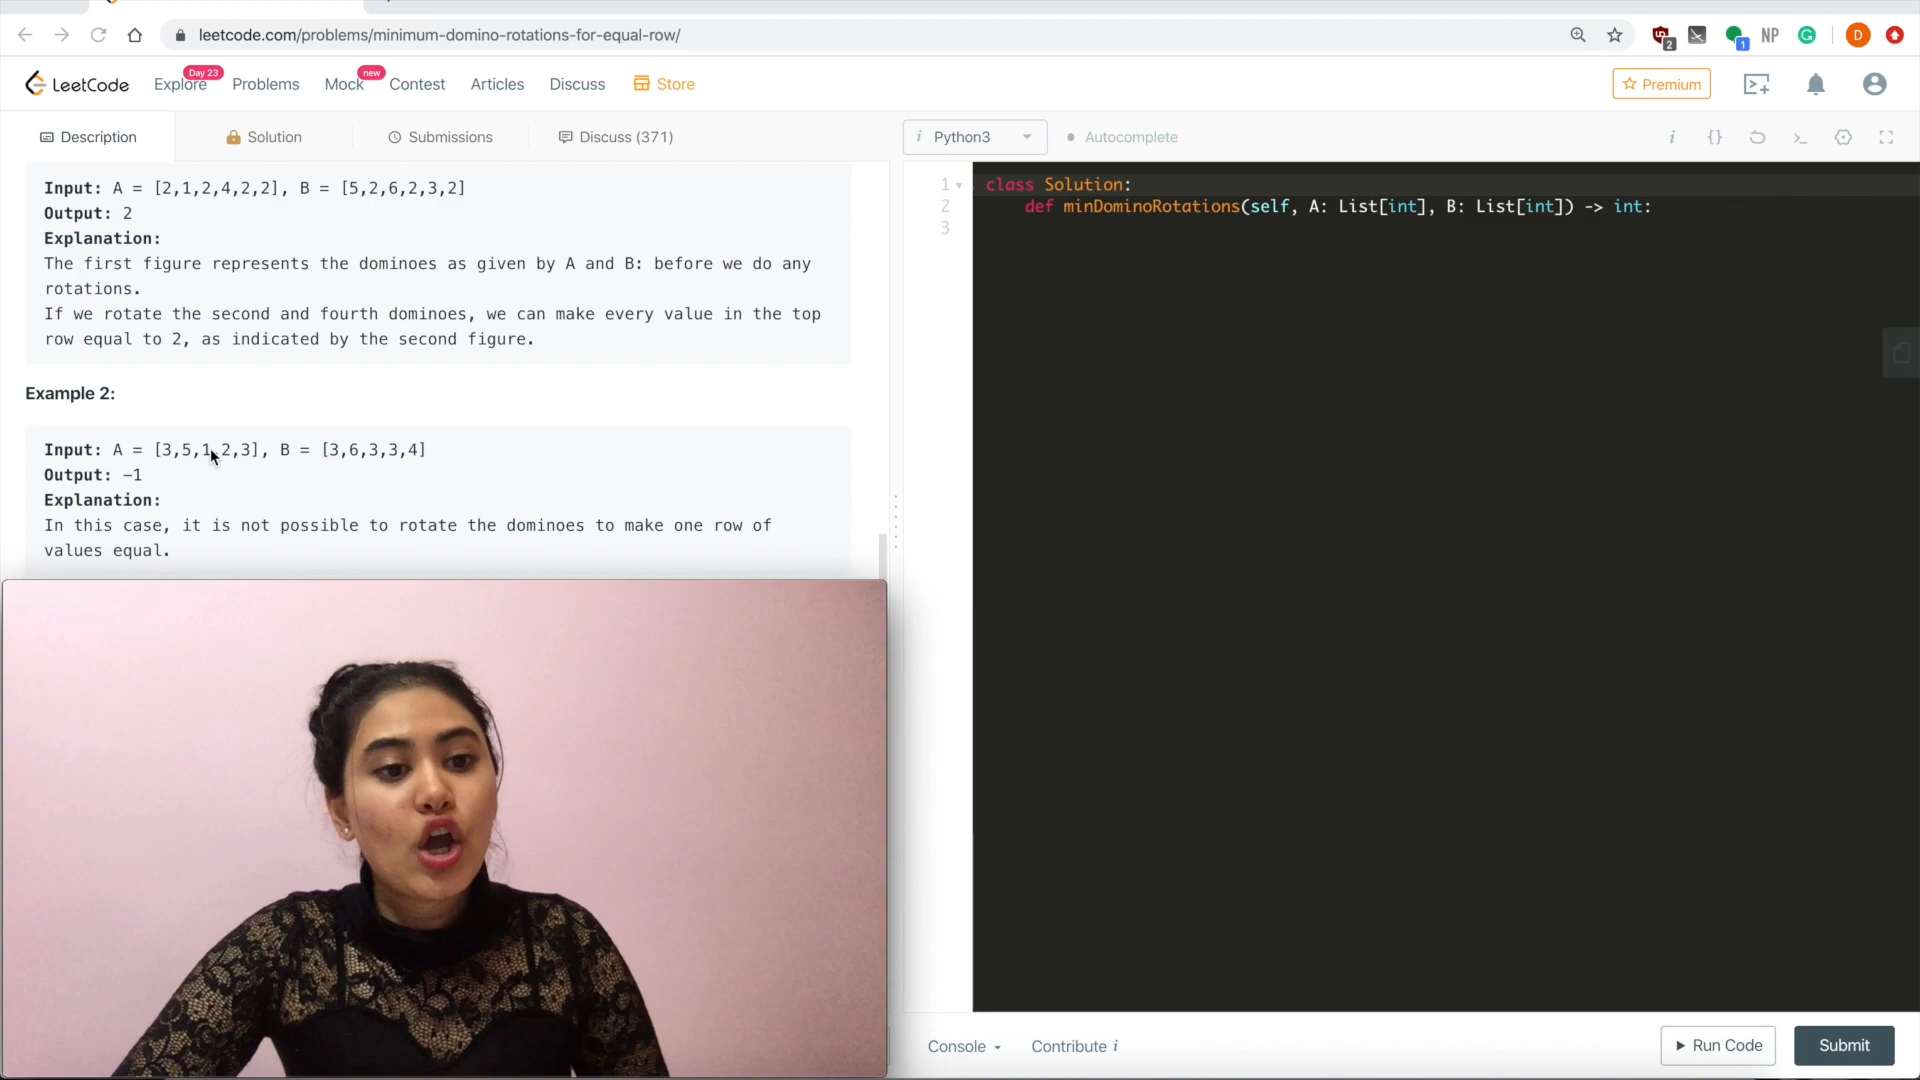 leetcode.com/problems/minimum-domino-rotations-for-equal-row/
2
1
NP
D
LeetCode
Explore
Day 23
Problems
Mock
new
Contest
Articles
Discuss
Store
Premium
Description
Solution
Submissions
Discuss (371)
i Python3
Autocomplete
i {}
Input: A = [2,1,2,4,2,2], B = [5,2,6,2,3,2]
Output: 2
Explanation:
The first figure represents the dominoes as given by A and B: before we do any
rotations.
If we rotate the second and fourth dominoes, we can make every value in the top
row equal to 2, as indicated by the second figure.
Example 2:
Input: A = [3,5,1,2,3], B = [3,6,3,3,4]
Output: -1
Explanation:
In this case, it is not possible to rotate the dominoes to make one row of
values equal.
1 class Solution:
2 def minDominoRotations(self, A: List[int], B: List[int]) -> int:
3
Console
Contribute i
Run Code
Submit